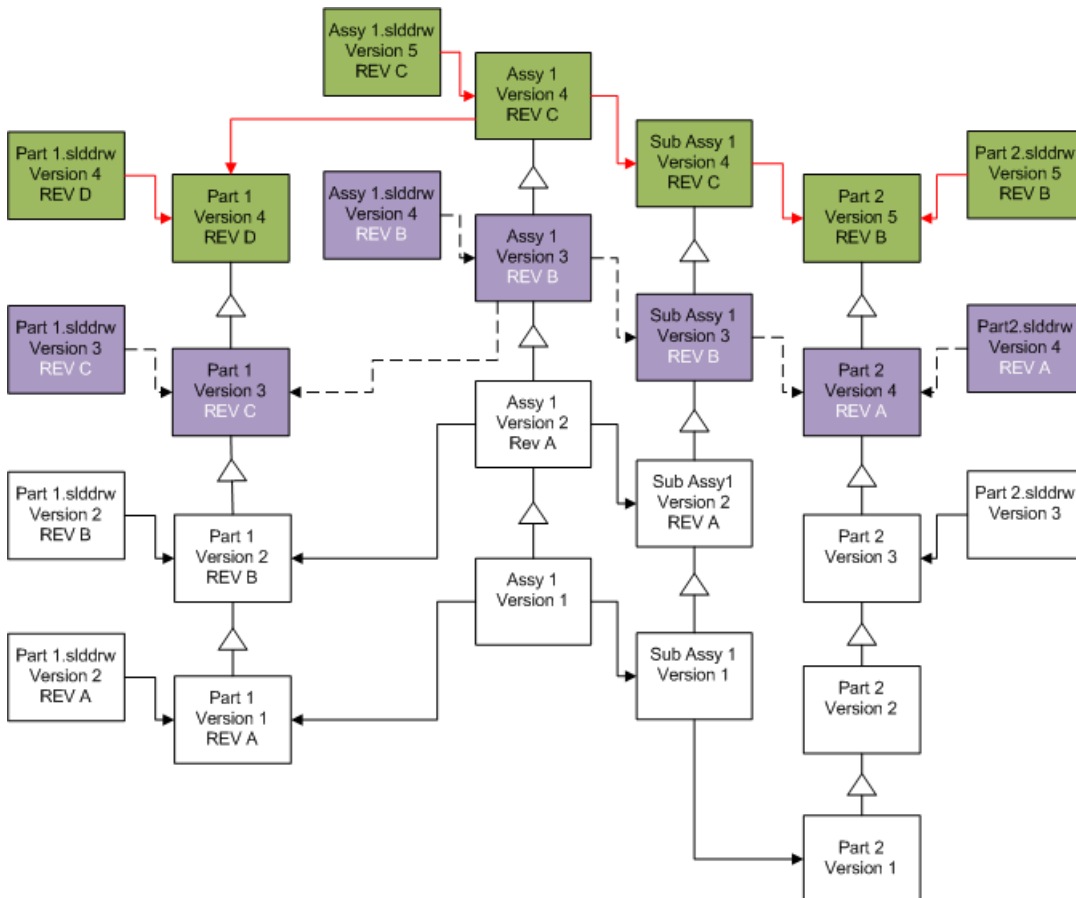 Assy 1.slddrw
Version 5
REV C
Assy 1
Version 4
REV C
Sub Assy 1
Version 4
REV C
Part 1.slddrw
Version 4
REV D
Part 1
Version 4
REV D
Assy 1.slddrw
Version 4
REV B
Part 2
Version 5
REV B
Part 2.slddrw
Version 5
REV B
Assy 1
Version 3
REV B
Sub Assy 1
Version 3
REV B
Part 1.slddrw
Version 3
REV C
Part 1
Version 3
REV C
Part 2
Version 4
REV A
Part2.slddrw
Version 4
REV A
Assy 1
Version 2
Rev A
Sub Assy1
Version 2
REV A
Part 1.slddrw
Version 2
REV B
Part 1
Version 2
REV B
Part 2
Version 3
Part 2.slddrw
Version 3
Assy 1
Version 1
Sub Assy 1
Version 1
Part 1.slddrw
Version 2
REV A
Part 1
Version 1
REV A
Part 2
Version 2
Part 2
Version 1